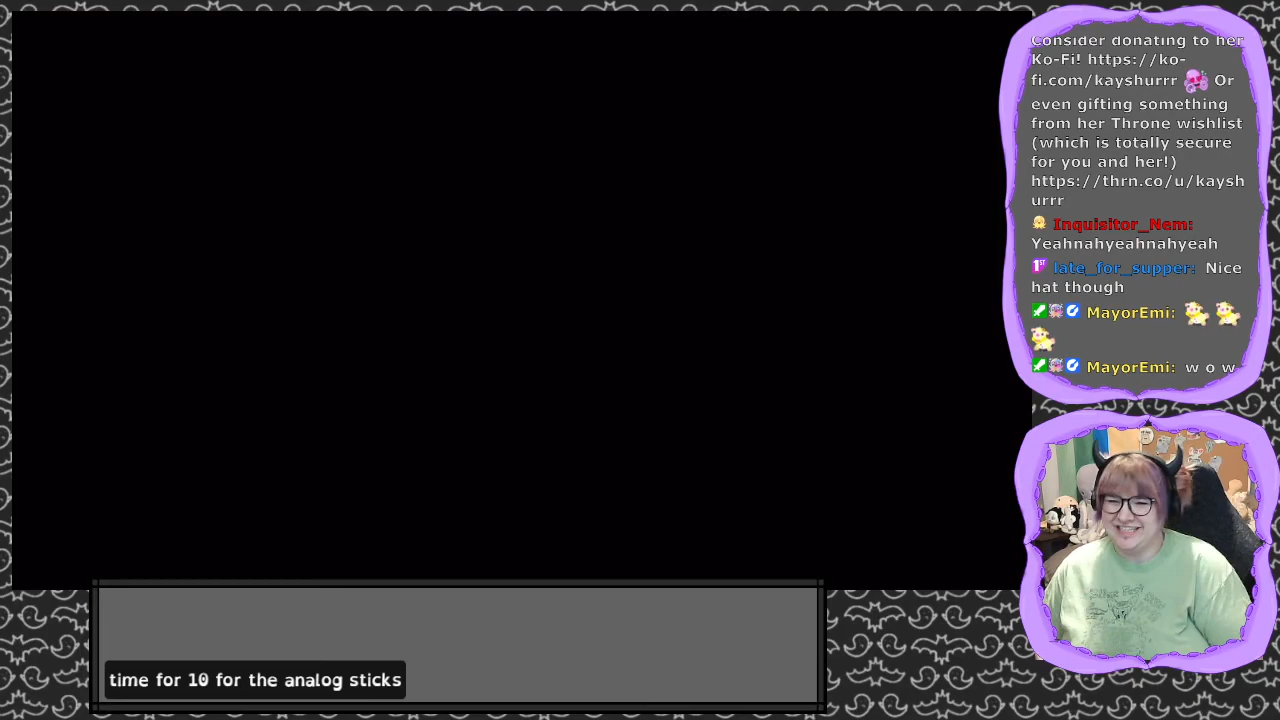 Consider donating to her
Ko-Fi! https://ko-
fi.com/kayshurrr Or
even gifting something
from her Throne wishlist
(which is totally secure
for you and her!)
https://thrn.co/u/kaysh
urrr
Inquisitor_Nem:
Yeahnahyeahnahyeah
1ST late_for_supper: Nice
hat though
MayorEmi:
MayorEmi: w o w
time for 10 for the analog sticks